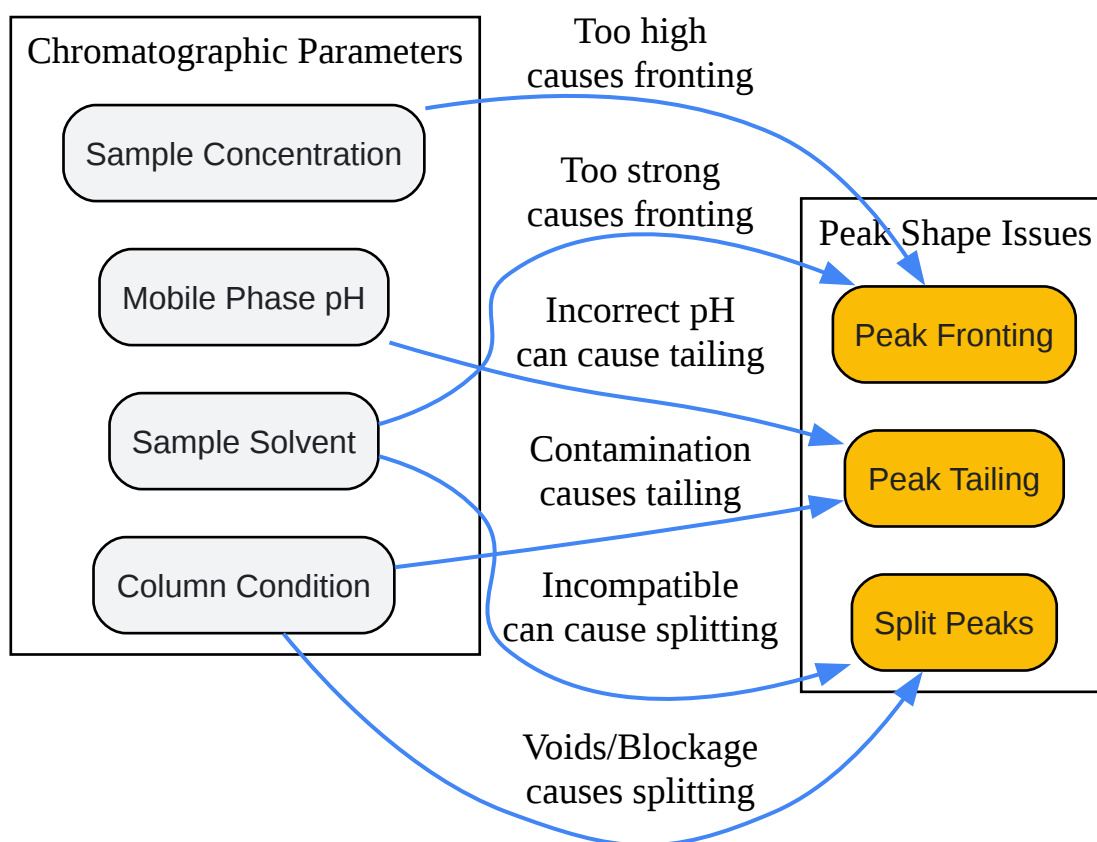 Chromatographic Parameters
Sample Concentration
Mobile Phase pH
Sample Solvent
Column Condition
Too high
causes fronting
Too strong
causes fronting
Incorrect pH
can cause tailing
Contamination
causes tailing
Incompatible
can cause splitting
Voids/Blockage
causes splitting
Peak Shape Issues
Peak Fronting
Peak Tailing
Split Peaks